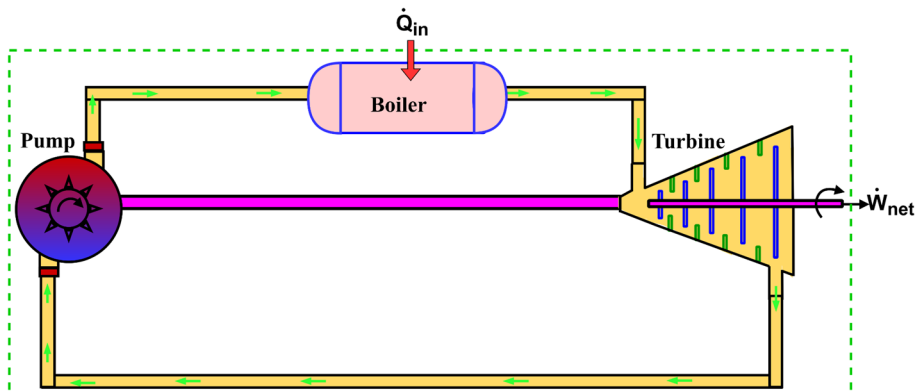 Q̇in
Boiler
Pump
Turbine
Ẇnet